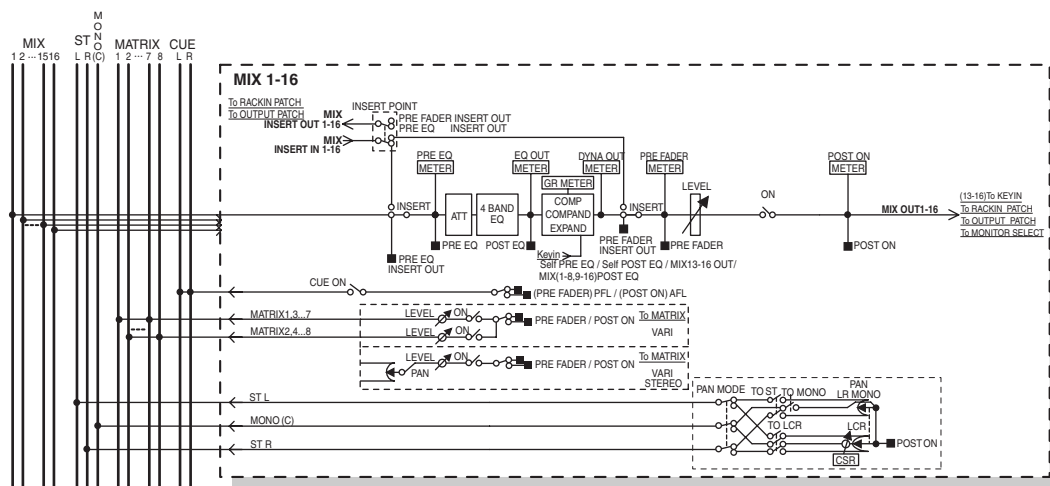 MIX
1 2 ··· 15 16
ST
L R
MONO
(C)
MATRIX
1 2 ··· 7 8
CUE
L R
MIX 1-16
To RACKIN PATCH
To OUTPUT PATCH
MIX
INSERT OUT 1-16
MIX
INSERT IN 1-16
INSERT POINT
PRE FADER INSERT OUT
PRE EQ INSERT OUT
INSERT
PRE EQ
METER
PRE EQ
PRE EQ
INSERT OUT
ATT
4 BAND
EQ
POST EQ
EQ OUT
METER
GR METER
COMP
COMPAND
EXPAND
DYNA OUT
METER
Keyin
Self PRE EQ / Self POST EQ / MIX13-16 OUT/
MIX(1-8,9-16)POST EQ
INSERT
PRE FADER
INSERT OUT
PRE FADER
METER
PRE FADER
LEVEL
ON
POST ON
METER
POST ON
MIX OUT1-16
(13-16)To KEYIN
To RACKIN PATCH
To OUTPUT PATCH
To MONITOR SELECT
CUE ON
(PRE FADER) PFL / (POST ON) AFL
MATRIX1,3...7
LEVEL
ON
PRE FADER / POST ON
To MATRIX
MATRIX2,4...8
LEVEL
ON
VARI
LEVEL
ON
PAN
PRE FADER / POST ON
To MATRIX
VARI
STEREO
ST L
MONO (C)
ST R
PAN MODE
TO ST
TO MONO
PAN
LR MONO
TO LCR
LCR
CSR
POST ON